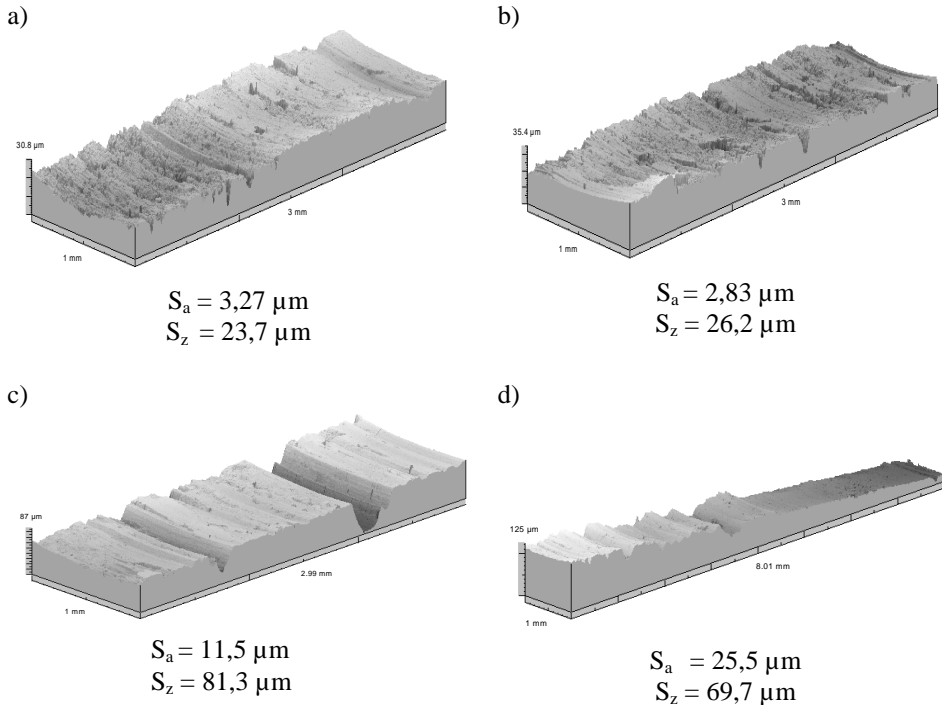 a)
30.8 µm
3 mm
1 mm
Sa = 3,27 µm
Sz = 23,7 µm
b)
35.4 µm
3 mm
1 mm
Sa = 2,83 µm
Sz = 26,2 µm
c)
87 µm
2.99 mm
1 mm
Sa = 11,5 µm
Sz = 81,3 µm
d)
125 µm
8.01 mm
1 mm
Sa = 25,5 µm
Sz = 69,7 µm